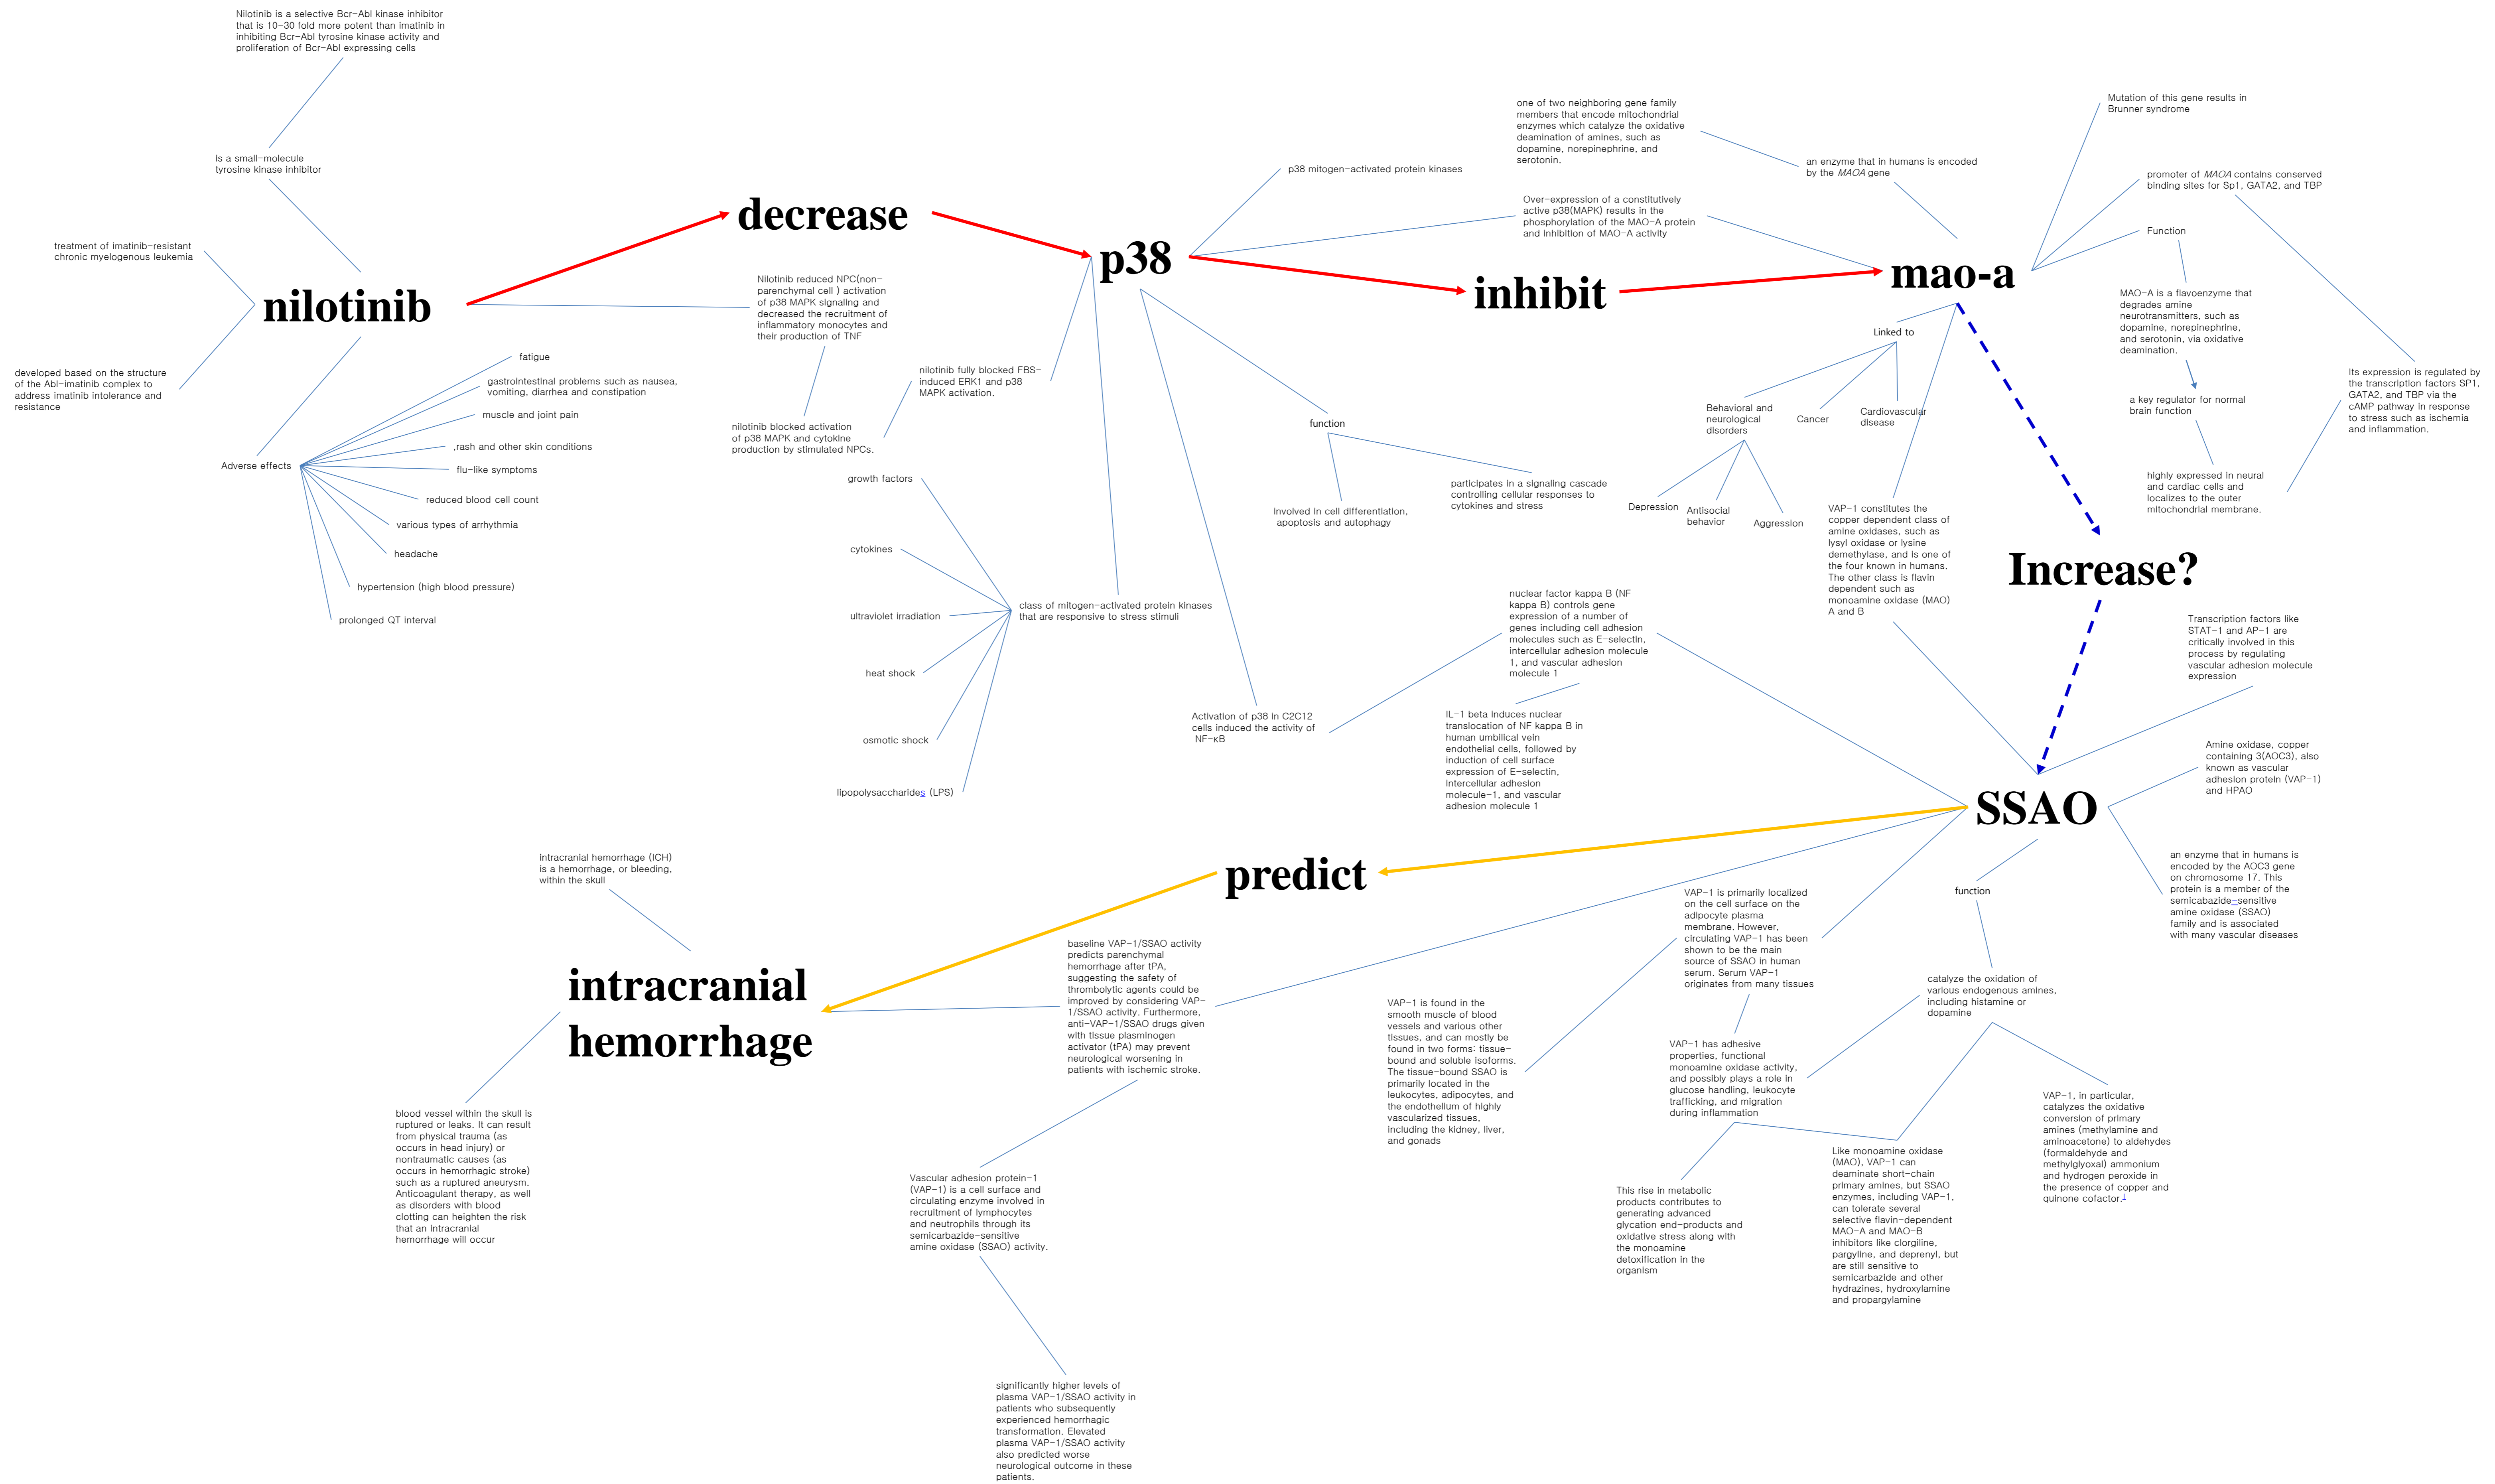 Nilotinib is a selective Bcr-Abl kinase inhibitor
that is 10-30 fold more potent than imatinib in
inhibiting Bcr-Abl tyrosine kinase activity and
proliferation of Bcr-Abl expressing cells
is a small-molecule
tyrosine kinase inhibitor
treatment of imatinib-resistant
chronic myelogenous leukemia
nilotinib
developed based on the structure
of the Abl-imatinib complex to
address imatinib intolerance and
resistance
Adverse effects
fatigue
gastrointestinal problems such as nausea,
vomiting, diarrhea and constipation
muscle and joint pain
,rash and other skin conditions
flu-like symptoms
reduced blood cell count
various types of arrhythmia
headache
hypertension (high blood pressure)
prolonged QT interval
decrease
Nilotinib reduced NPC(non-
parenchymal cell ) activation
of p38 MAPK signaling and
decreased the recruitment of
inflammatory monocytes and
their production of TNF
nilotinib fully blocked FBS-
induced ERK1 and p38
MAPK activation.
nilotinib blocked activation
of p38 MAPK and cytokine
production by stimulated NPCs.
p38
p38 mitogen-activated protein kinases
growth factors
cytokines
ultraviolet irradiation
heat shock
osmotic shock
lipopolysaccharides (LPS)
class of mitogen-activated protein kinases
that are responsive to stress stimuli
function
involved in cell differentiation,
apoptosis and autophagy
participates in a signaling cascade
controlling cellular responses to
cytokines and stress
Activation of p38 in C2C12
cells induced the activity of
NF-κB
one of two neighboring gene family
members that encode mitochondrial
enzymes which catalyze the oxidative
deamination of amines, such as
dopamine, norepinephrine, and
serotonin.
an enzyme that in humans is encoded
by the MAOA gene
Over-expression of a constitutively
active p38(MAPK) results in the
phosphorylation of the MAO-A protein
and inhibition of MAO-A activity
inhibit
mao-a
Mutation of this gene results in
Brunner syndrome
promoter of MAOA contains conserved
binding sites for Sp1, GATA2, and TBP
Function
MAO-A is a flavoenzyme that
degrades amine
neurotransmitters, such as
dopamine, norepinephrine,
and serotonin, via oxidative
deamination.
a key regulator for normal
brain function
highly expressed in neural
and cardiac cells and
localizes to the outer
mitochondrial membrane.
Its expression is regulated by
the transcription factors SP1,
GATA2, and TBP via the
cAMP pathway in response
to stress such as ischemia
and inflammation.
Linked to
Behavioral and
neurological
disorders
Cancer
Cardiovascular
disease
Depression
Antisocial
behavior
Aggression
VAP-1 constitutes the
copper dependent class of
amine oxidases, such as
lysyl oxidase or lysine
demethylase, and is one of
the four known in humans.
The other class is flavin
dependent such as
monoamine oxidase (MAO)
A and B
Increase?
nuclear factor kappa B (NF
kappa B) controls gene
expression of a number of
genes including cell adhesion
molecules such as E-selectin,
intercellular adhesion molecule
1, and vascular adhesion
molecule 1
IL-1 beta induces nuclear
translocation of NF kappa B in
human umbilical vein
endothelial cells, followed by
induction of cell surface
expression of E-selectin,
intercellular adhesion
molecule-1, and vascular
adhesion molecule 1
Transcription factors like
STAT-1 and AP-1 are
critically involved in this
process by regulating
vascular adhesion molecule
expression
Amine oxidase, copper
containing 3(AOC3), also
known as vascular
adhesion protein (VAP-1)
and HPAO
SSAO
an enzyme that in humans is
encoded by the AOC3 gene
on chromosome 17. This
protein is a member of the
semicabazide-sensitive
amine oxidase (SSAO)
family and is associated
with many vascular diseases
function
catalyze the oxidation of
various endogenous amines,
including histamine or
dopamine
VAP-1 is primarily localized
on the cell surface on the
adipocyte plasma
membrane. However,
circulating VAP-1 has been
shown to be the main
source of SSAO in human
serum. Serum VAP-1
originates from many tissues
VAP-1 is found in the
smooth muscle of blood
vessels and various other
tissues, and can mostly be
found in two forms: tissue-
bound and soluble isoforms.
The tissue-bound SSAO is
primarily located in the
leukocytes, adipocytes, and
the endothelium of highly
vascularized tissues,
including the kidney, liver,
and gonads
VAP-1 has adhesive
properties, functional
monoamine oxidase activity,
and possibly plays a role in
glucose handling, leukocyte
trafficking, and migration
during inflammation
This rise in metabolic
products contributes to
generating advanced
glycation end-products and
oxidative stress along with
the monoamine
detoxification in the
organism
Like monoamine oxidase
(MAO), VAP-1 can
deaminate short-chain
primary amines, but SSAO
enzymes, including VAP-1,
can tolerate several
selective flavin-dependent
MAO-A and MAO-B
inhibitors like clorgiline,
pargyline, and deprenyl, but
are still sensitive to
semicarbazide and other
hydrazines, hydroxylamine
and propargylamine
VAP-1, in particular,
catalyzes the oxidative
conversion of primary
amines (methylamine and
aminoacetone) to aldehydes
(formaldehyde and
methylglyoxal) ammonium
and hydrogen peroxide in
the presence of copper and
quinone cofactor.
predict
baseline VAP-1/SSAO activity
predicts parenchymal
hemorrhage after tPA,
suggesting the safety of
thrombolytic agents could be
improved by considering VAP-
1/SSAO activity. Furthermore,
anti-VAP-1/SSAO drugs given
with tissue plasminogen
activator (tPA) may prevent
neurological worsening in
patients with ischemic stroke.
Vascular adhesion protein-1
(VAP-1) is a cell surface and
circulating enzyme involved in
recruitment of lymphocytes
and neutrophils through its
semicarbazide-sensitive
amine oxidase (SSAO) activity.
significantly higher levels of
plasma VAP-1/SSAO activity in
patients who subsequently
experienced hemorrhagic
transformation. Elevated
plasma VAP-1/SSAO activity
also predicted worse
neurological outcome in these
patients.
intracranial hemorrhage (ICH)
is a hemorrhage, or bleeding,
within the skull
intracranial
hemorrhage
blood vessel within the skull is
ruptured or leaks. It can result
from physical trauma (as
occurs in head injury) or
nontraumatic causes (as
occurs in hemorrhagic stroke)
such as a ruptured aneurysm.
Anticoagulant therapy, as well
as disorders with blood
clotting can heighten the risk
that an intracranial
hemorrhage will occur